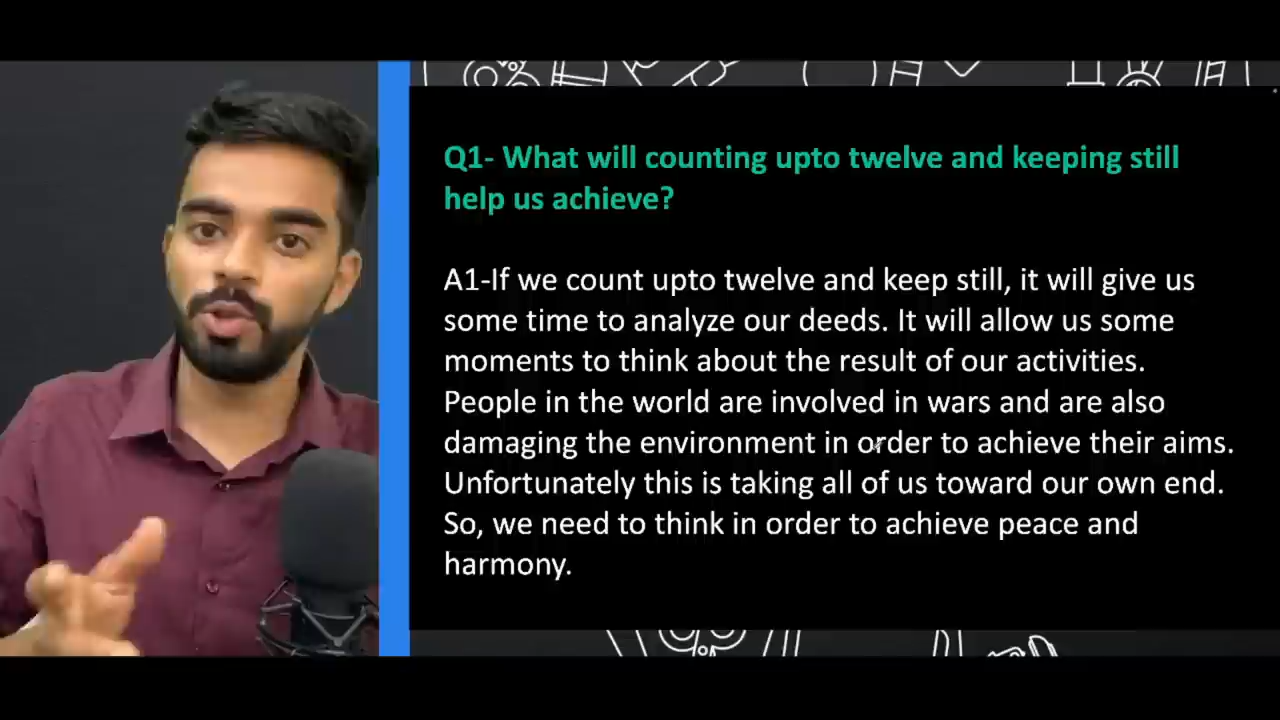 Q1- What will counting upto twelve and keeping still
help us achieve?
A1-If we count upto twelve and keep still, it will give us
some time to analyze our deeds. It will allow us some
moments to think about the result of our activities.
People in the world are involved in wars and are also
damaging the environment in order to achieve their aims.
Unfortunately this is taking all of us toward our own end.
So, we need to think in order to achieve peace and
harmony.